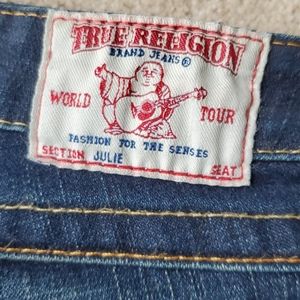 TRUE RELIGION
BRAND JEANS®
WORLD TOUR
FASHION FOR THE SENSES
SECTION JULIE SEAT